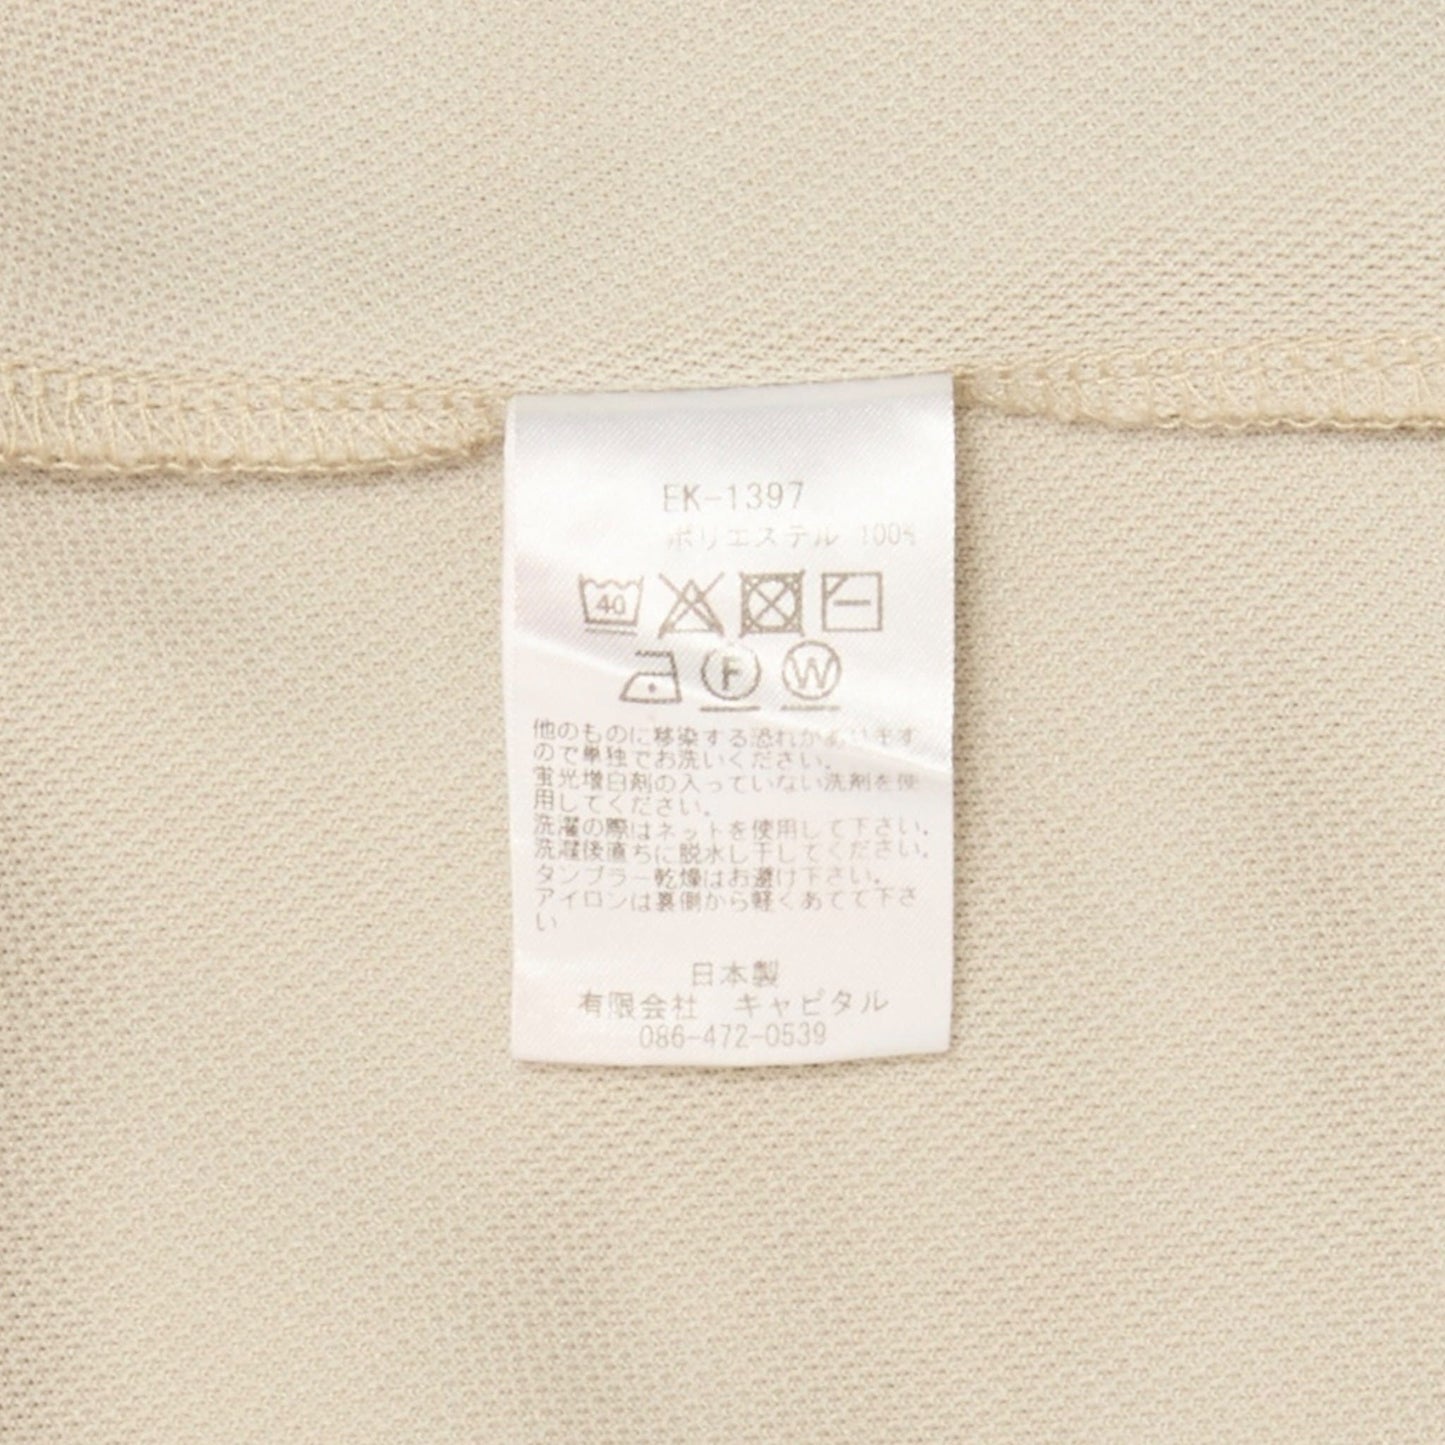 EK-1397
ポリエステル 100%
40
F W
他のものに移染する恐れがあります
ので単独でお洗いください。
蛍光増白剤の入っていない洗剤を使
用してください。
洗濯の際はネットを使用して下さい。
洗濯後直ちに脱水し干してください。
タンブラー乾燥はお避け下さい。
アイロンは裏側から軽くあてて下さ
い
日本製
有限会社 キャピタル
086-472-0539